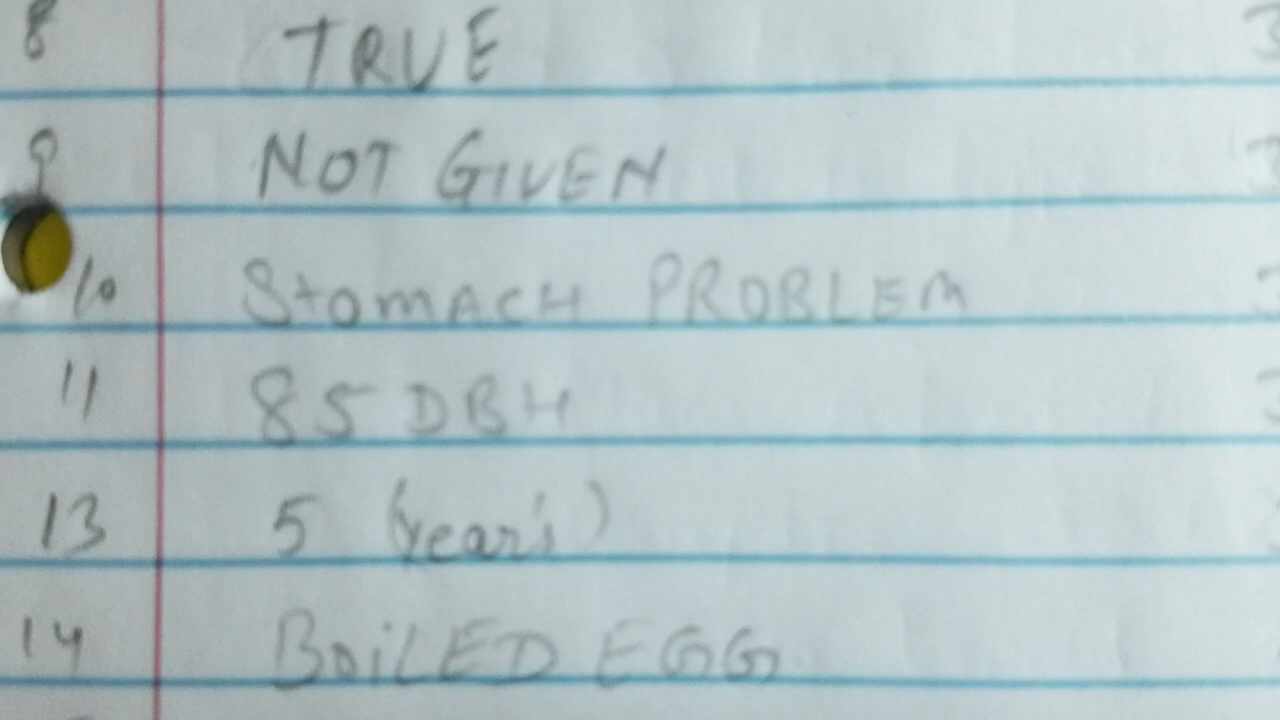 8 TRUE
9 NOT GIVEN
10 StomACH PROBLEM
11 85 DBH
13 5 (year's)
14 BoiLED EGG